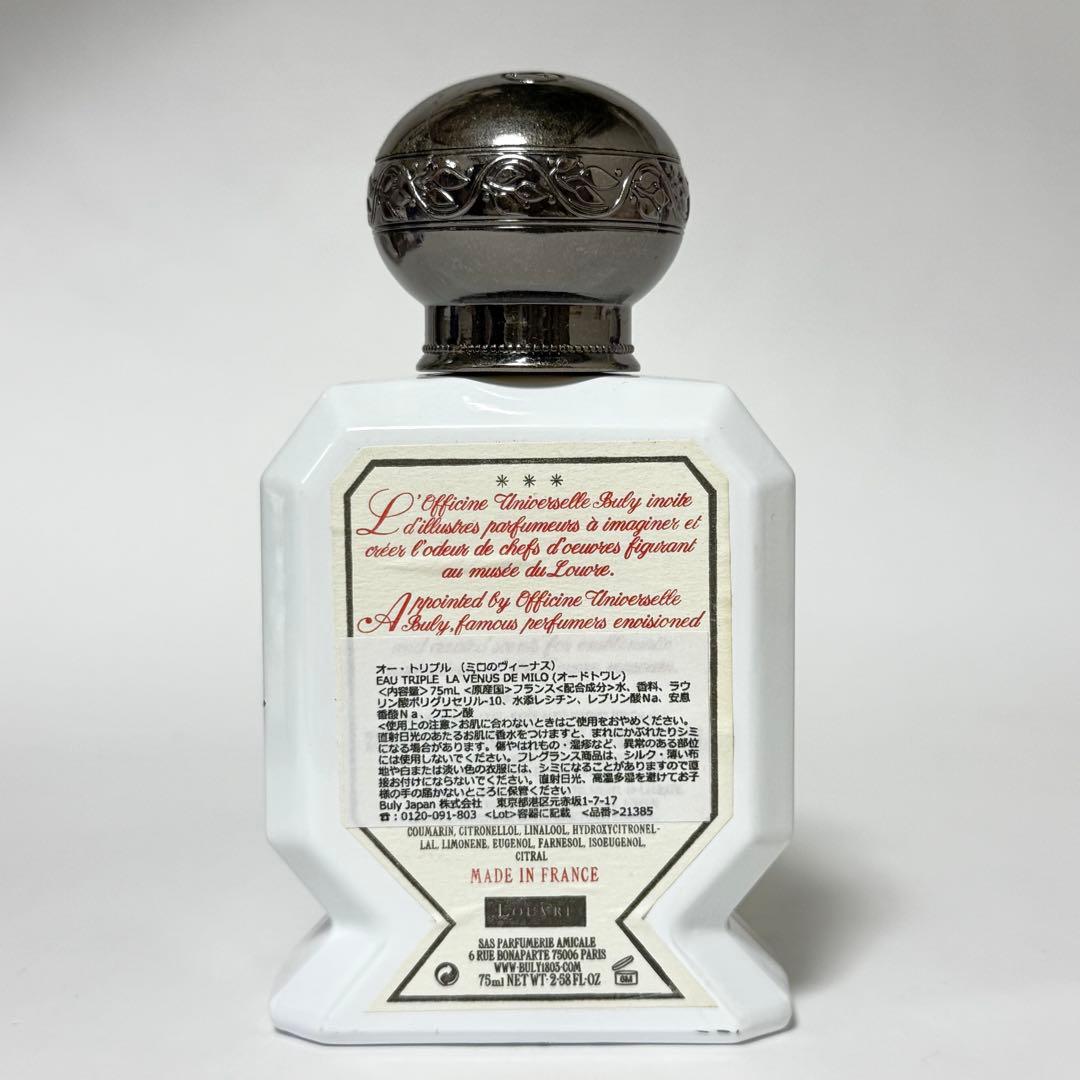 ***
L'Officine Universelle Buly invite
d'illustres parfumeurs à imaginer et
créer l'odeur de chefs d'oeuvres figurant
au musée du Louvre.
Appointed by Officine Universelle
Buly, famous perfumers envisioned
オー・トリプル （ミロのヴィーナス）
EAU TRIPLE LA VÉNUS DE MILO (オードトワレ)
<内容量>75mL <原産国>フランス<配合成分>水、香料、ラウ
リン酸ポリグリセリル-10、水添レシチン、レブリン酸Na、安息
香酸Na、クエン酸
<使用上の注意>お肌に合わないときはご使用をおやめください。
直射日光のあたるお肌に香水をつけますと、まれにかぶれたりシミ
になる場合があります。傷やはれもの・湿疹など、異常のある部位
には使用しないでください。フレグランス商品は、シルク・薄い布
地や白または淡い色の衣服には、シミになることがありますので直
接お付けにならないでください。直射日光、高温多湿を避けてお子
様の手の届かないところに保管ください
Buly Japan 株式会社 東京都港区元赤坂1-7-17
☎：0120-091-803 <Lot>容器に記載 <品番>21385
COUMARIN, CITRONELLOL, LINALOOL, HYDROXYCITRONEL-
LAL, LIMONENE, EUGENOL, FARNESOL, ISOEUGENOL,
CITRAL
MADE IN FRANCE
LOUVRE
SAS PARFUMERIE AMICALE
6 RUE BONAPARTE 75006 PARIS
WWW·BULY1803·COM
75ml NET WT· 2·58 FL·OZ
6M